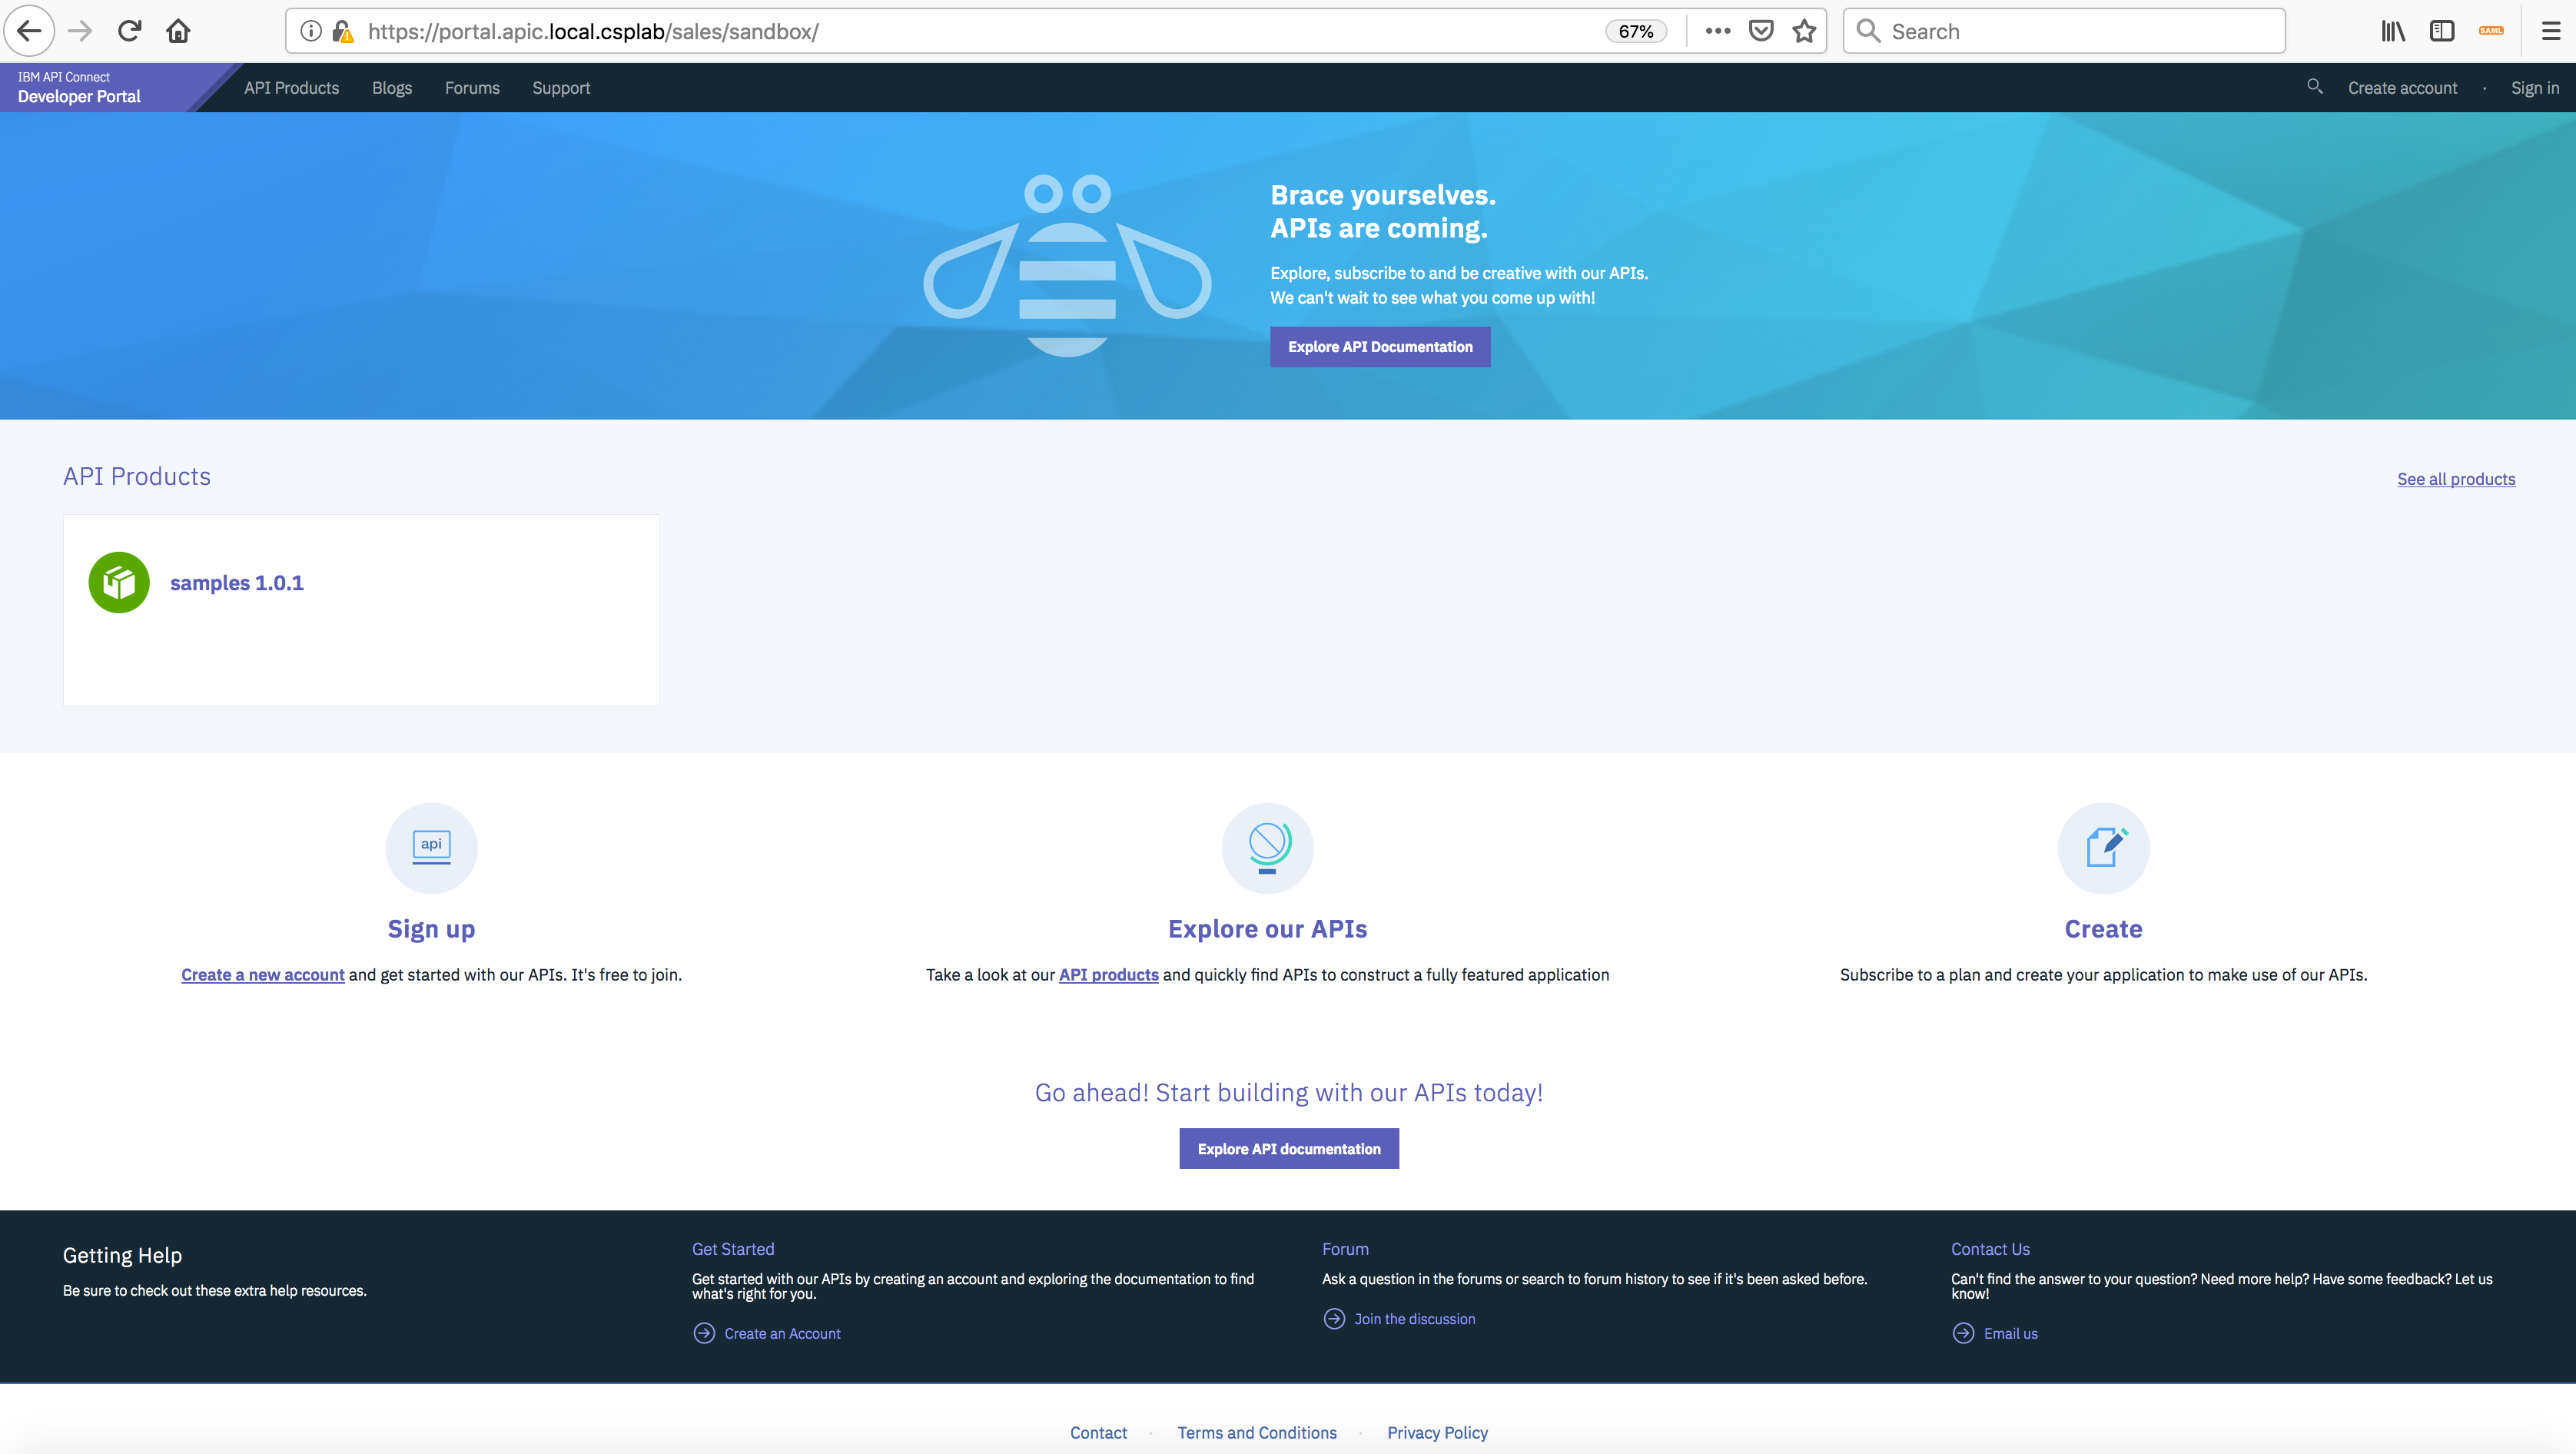 https://portal.apic.local.csplab/sales/sandbox/
67%
Search
SAML
IBM API Connect
Developer Portal
API Products
Blogs
Forums
Support
Create account
·
Sign in
Brace yourselves.
APIs are coming.
Explore, subscribe to and be creative with our APIs.
We can't wait to see what you come up with!
Explore API Documentation
API Products
See all products
samples 1.0.1
api
Sign up
Create a new account and get started with our APIs. It's free to join.
Explore our APIs
Take a look at our API products and quickly find APIs to construct a fully featured application
Create
Subscribe to a plan and create your application to make use of our APIs.
Go ahead! Start building with our APIs today!
Explore API documentation
Getting Help
Be sure to check out these extra help resources.
Get Started
Get started with our APIs by creating an account and exploring the documentation to find
what's right for you.
Create an Account
Forum
Ask a question in the forums or search to forum history to see if it's been asked before.
Join the discussion
Contact Us
Can't find the answer to your question? Need more help? Have some feedback? Let us
know!
Email us
Contact · Terms and Conditions · Privacy Policy